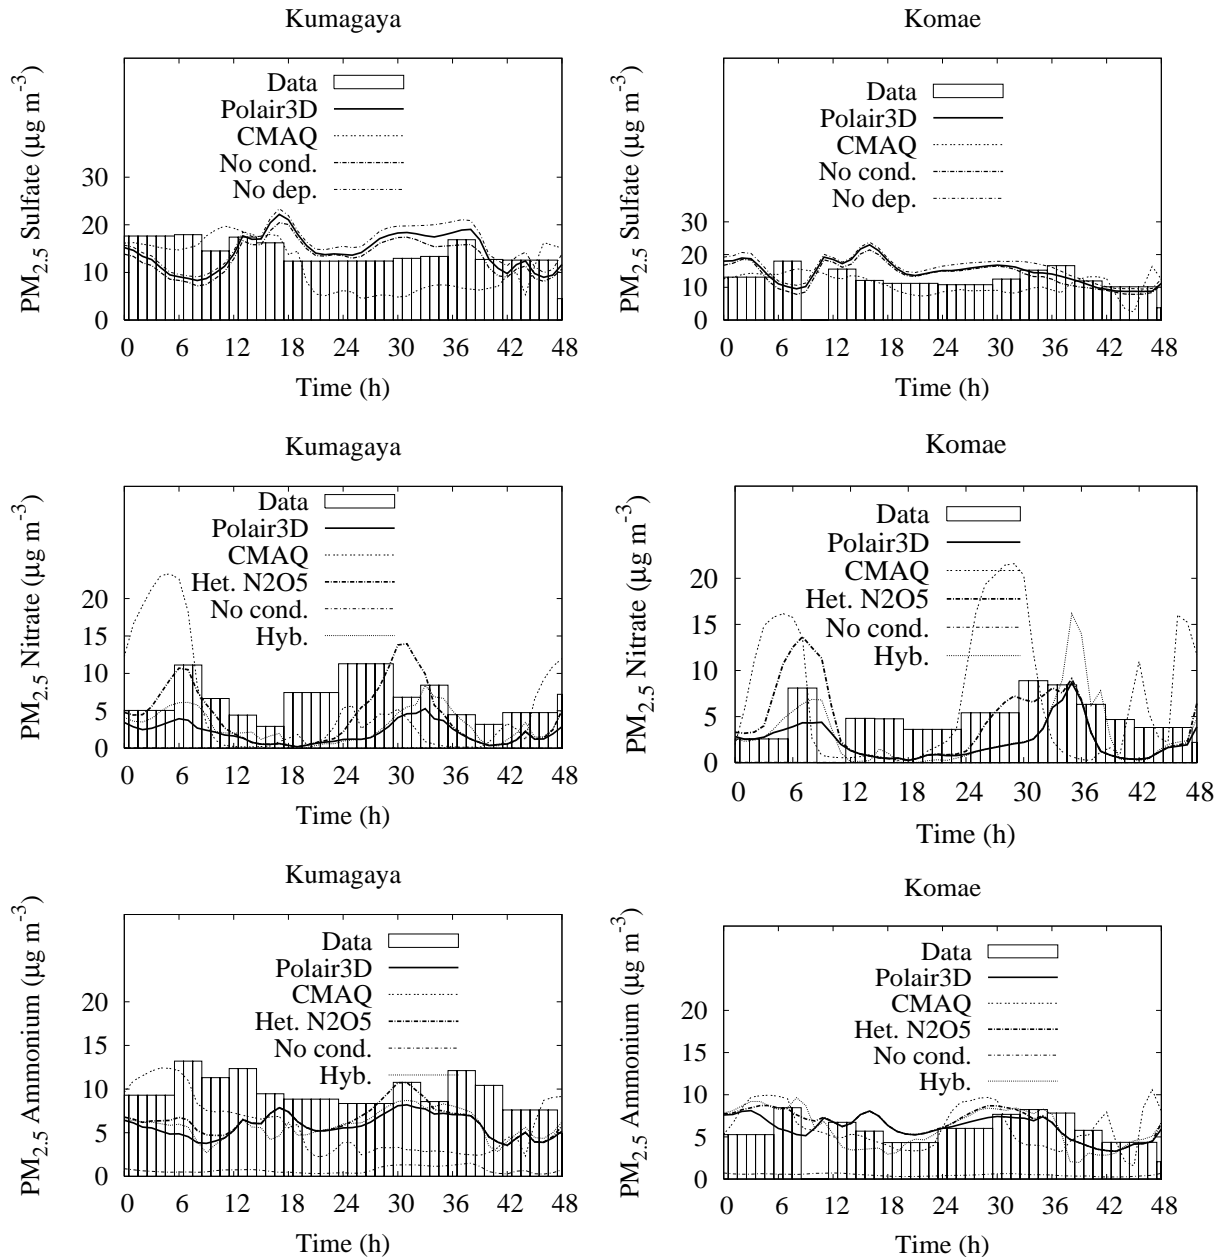 Kumagaya
PM2.5 Sulfate (μg m-3)
Data
Polair3D
CMAQ
No cond.
No dep.
30
20
10
0
0 6 12 18 24 30 36 42 48
Time (h)
Komae
PM2.5 Sulfate (μg m-3)
Data
Polair3D
CMAQ
No cond.
No dep.
30
20
10
0
0 6 12 18 24 30 36 42 48
Time (h)
Kumagaya
PM2.5 Nitrate (μg m-3)
Data
Polair3D
CMAQ
Het. N2O5
No cond.
Hyb.
20
15
10
5
0
0 6 12 18 24 30 36 42 48
Time (h)
Komae
PM2.5 Nitrate (μg m-3)
Data
Polair3D
CMAQ
Het. N2O5
No cond.
Hyb.
20
15
10
5
0
0 6 12 18 24 30 36 42 48
Time (h)
Kumagaya
PM2.5 Ammonium (μg m-3)
Data
Polair3D
CMAQ
Het. N2O5
No cond.
Hyb.
20
15
10
5
0
0 6 12 18 24 30 36 42 48
Time (h)
Komae
PM2.5 Ammonium (μg m-3)
Data
Polair3D
CMAQ
Het. N2O5
No cond.
Hyb.
20
15
10
5
0
0 6 12 18 24 30 36 42 48
Time (h)